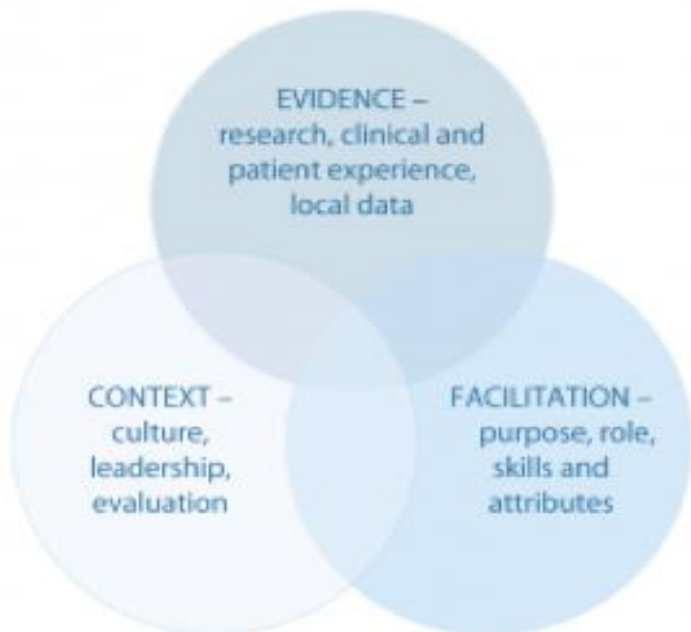 EVIDENCE –
research, clinical and
patient experience,
local data
CONTEXT –
culture,
leadership,
evaluation
FACILITATION –
purpose, role,
skills and
attributes